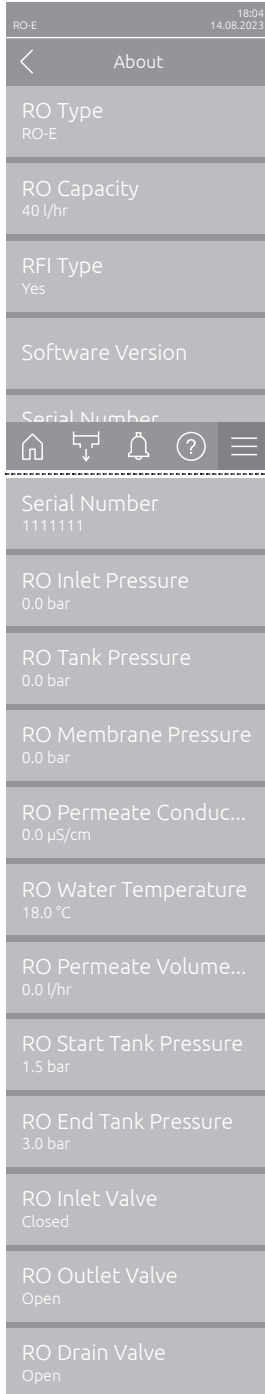 18:04
RO-E
14.08.2023
About
RO Type
RO-E
RO Capacity
40 l/hr
RFI Type
Yes
Software Version
Serial Number
?
Serial Number
1111111
RO Inlet Pressure
0.0 bar
RO Tank Pressure
0.0 bar
RO Membrane Pressure
0.0 bar
RO Permeate Conduc...
0.0 µS/cm
RO Water Temperature
18.0 °C
RO Permeate Volume...
0.0 l/hr
RO Start Tank Pressure
1.5 bar
RO End Tank Pressure
3.0 bar
RO Inlet Valve
Closed
RO Outlet Valve
Open
RO Drain Valve
Open